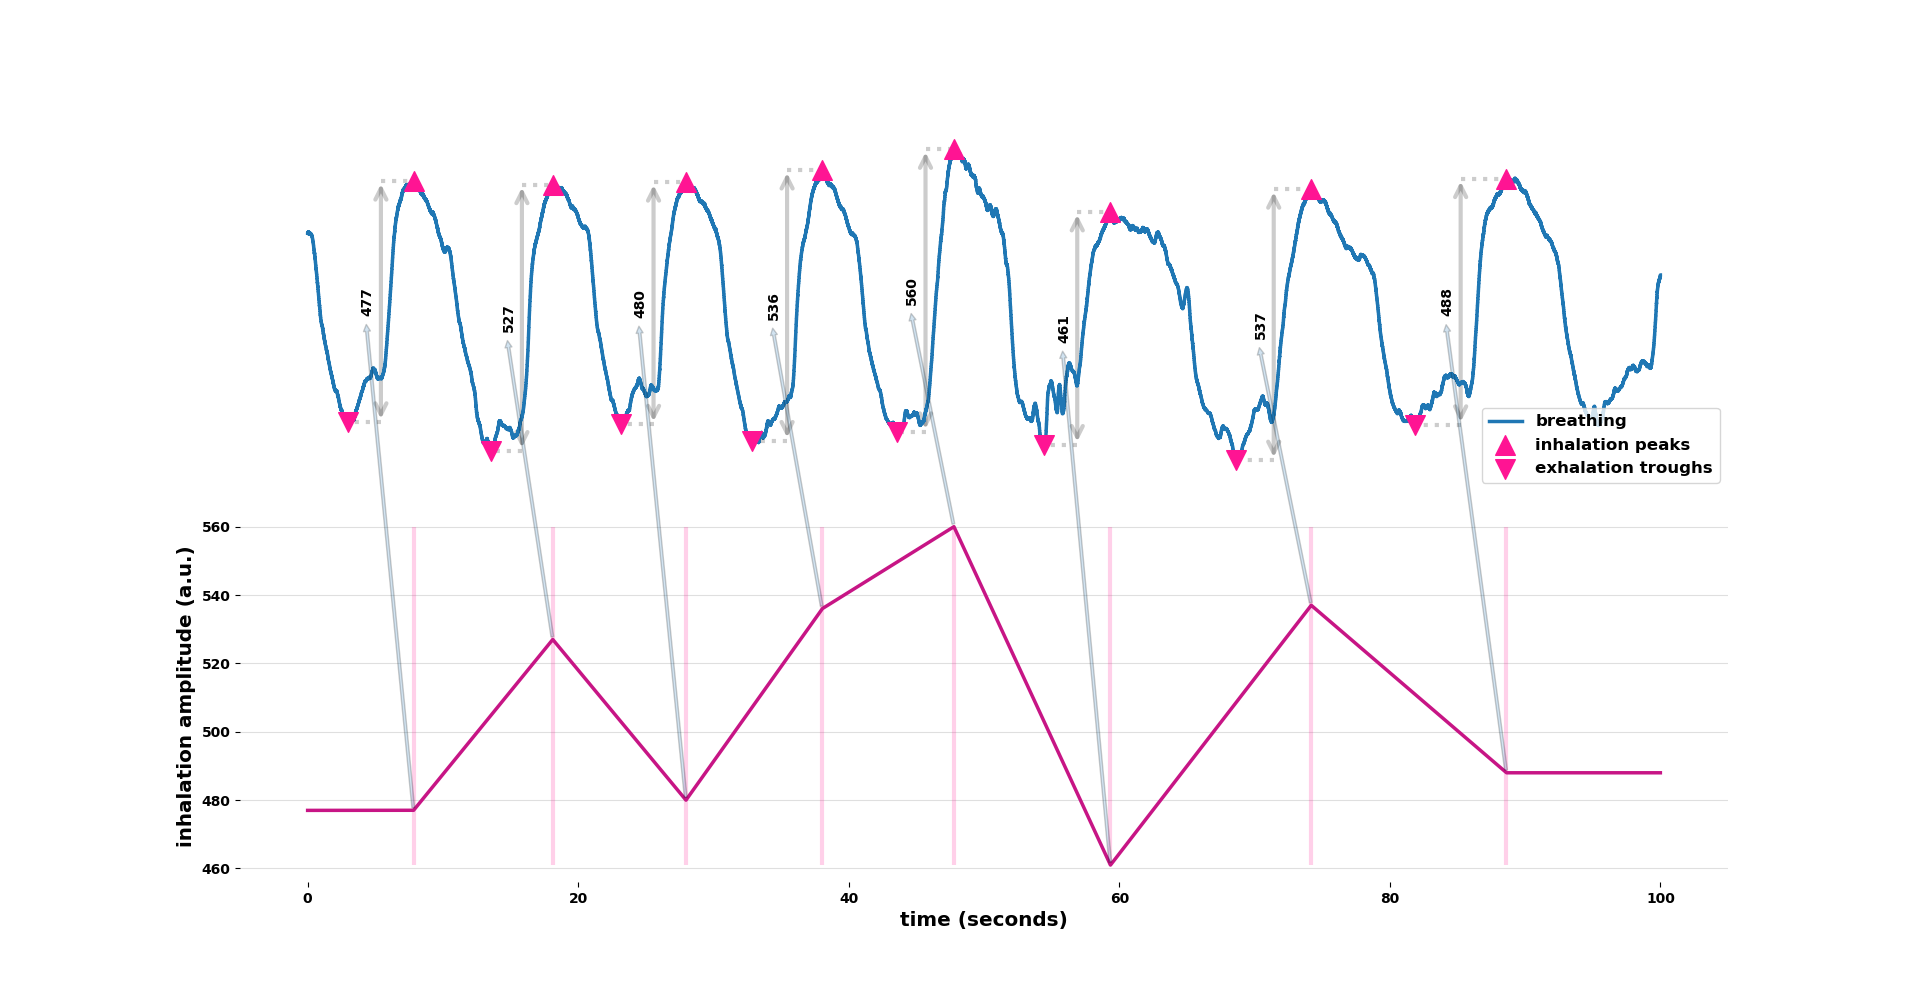 477
527
480
536
560
461
537
488
breathing
inhalation peaks
exhalation troughs
560
540
520
500
480
460
inhalation amplitude (a.u.)
0 20 40 60 80 100
time (seconds)